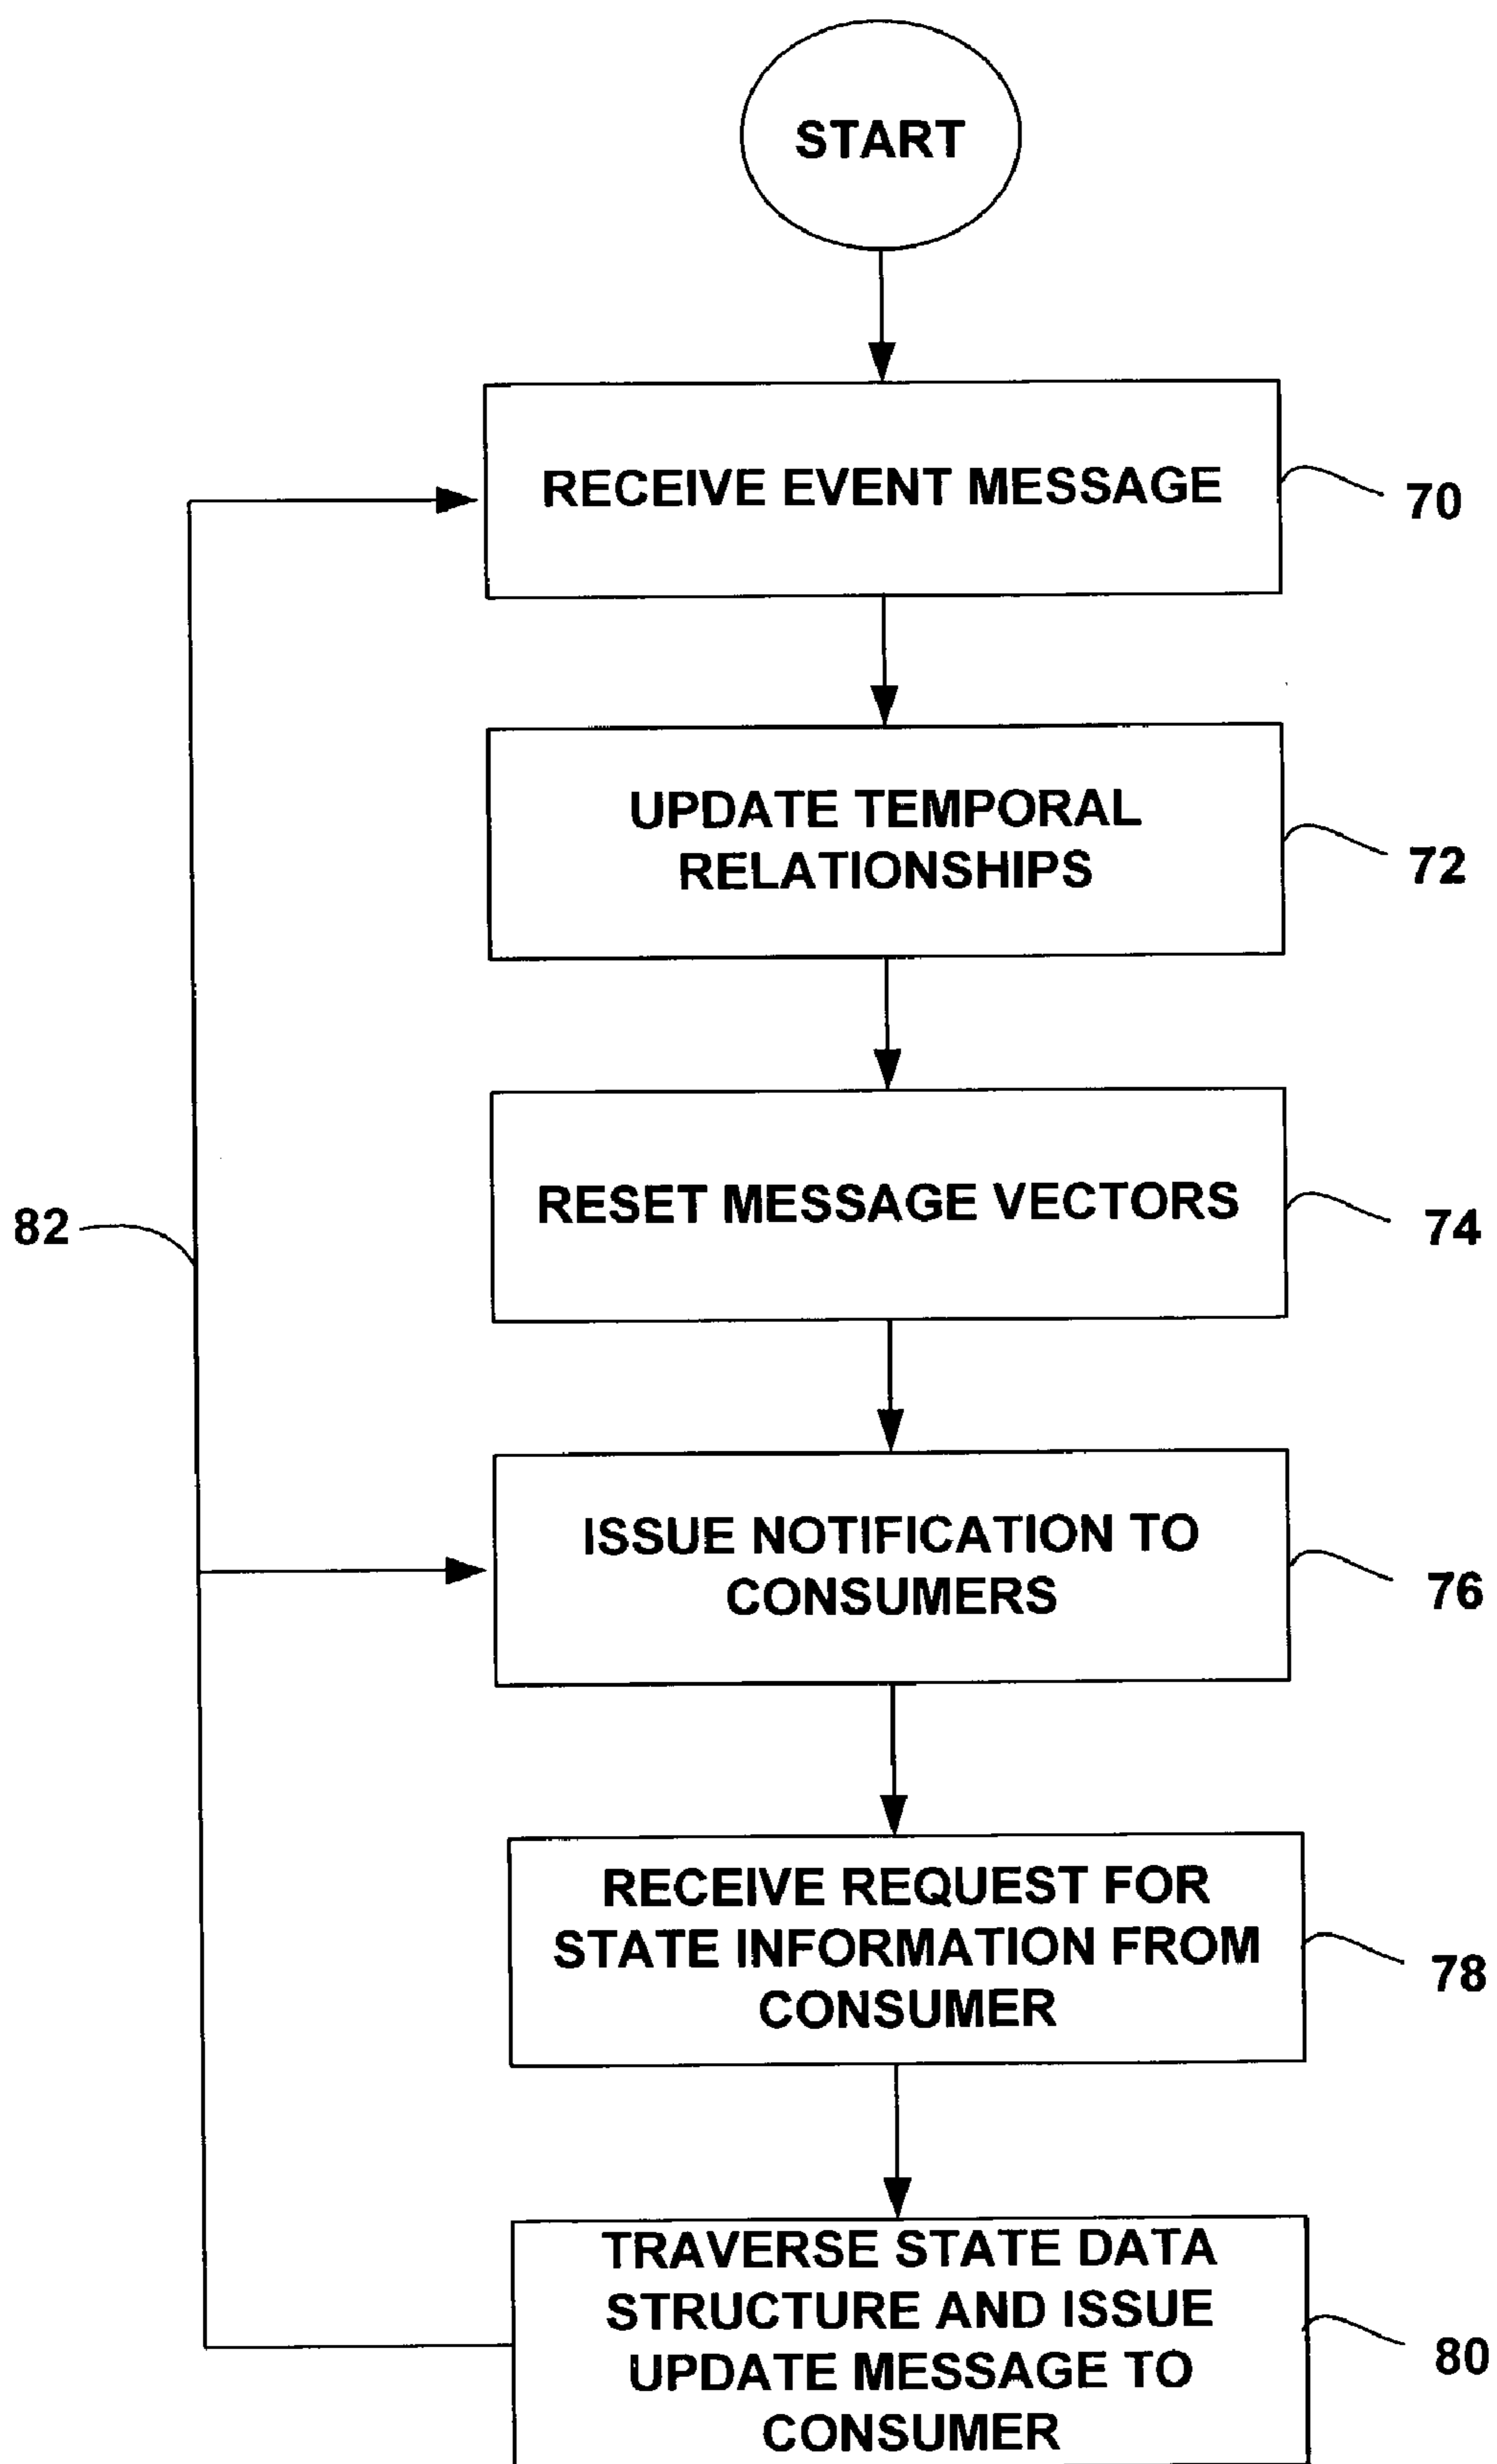 START
RECEIVE EVENT MESSAGE
70
UPDATE TEMPORAL
RELATIONSHIPS
72
RESET MESSAGE VECTORS
74
82
ISSUE NOTIFICATION TO
CONSUMERS
76
RECEIVE REQUEST FOR
STATE INFORMATION FROM
CONSUMER
78
TRAVERSE STATE DATA
STRUCTURE AND ISSUE
UPDATE MESSAGE TO
CONSUMER
80